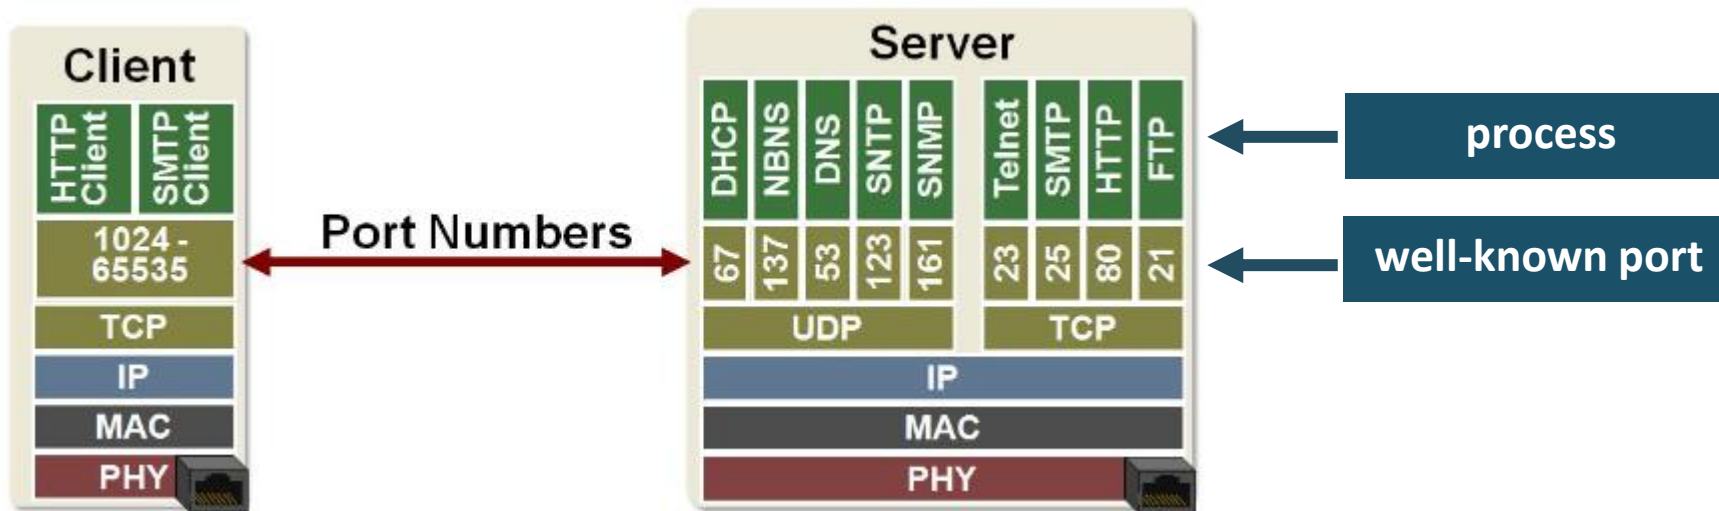 Client
HTTP
Client
SMTP
Client
1024 -
65535
TCP
IP
MAC
PHY
Port Numbers
Server
DHCP
NBNS
DNS
SNTP
SNMP
Telnet
SMTP
HTTP
FTP
67
137
53
123
161
23
25
80
21
UDP
TCP
IP
MAC
PHY
process
well-known port